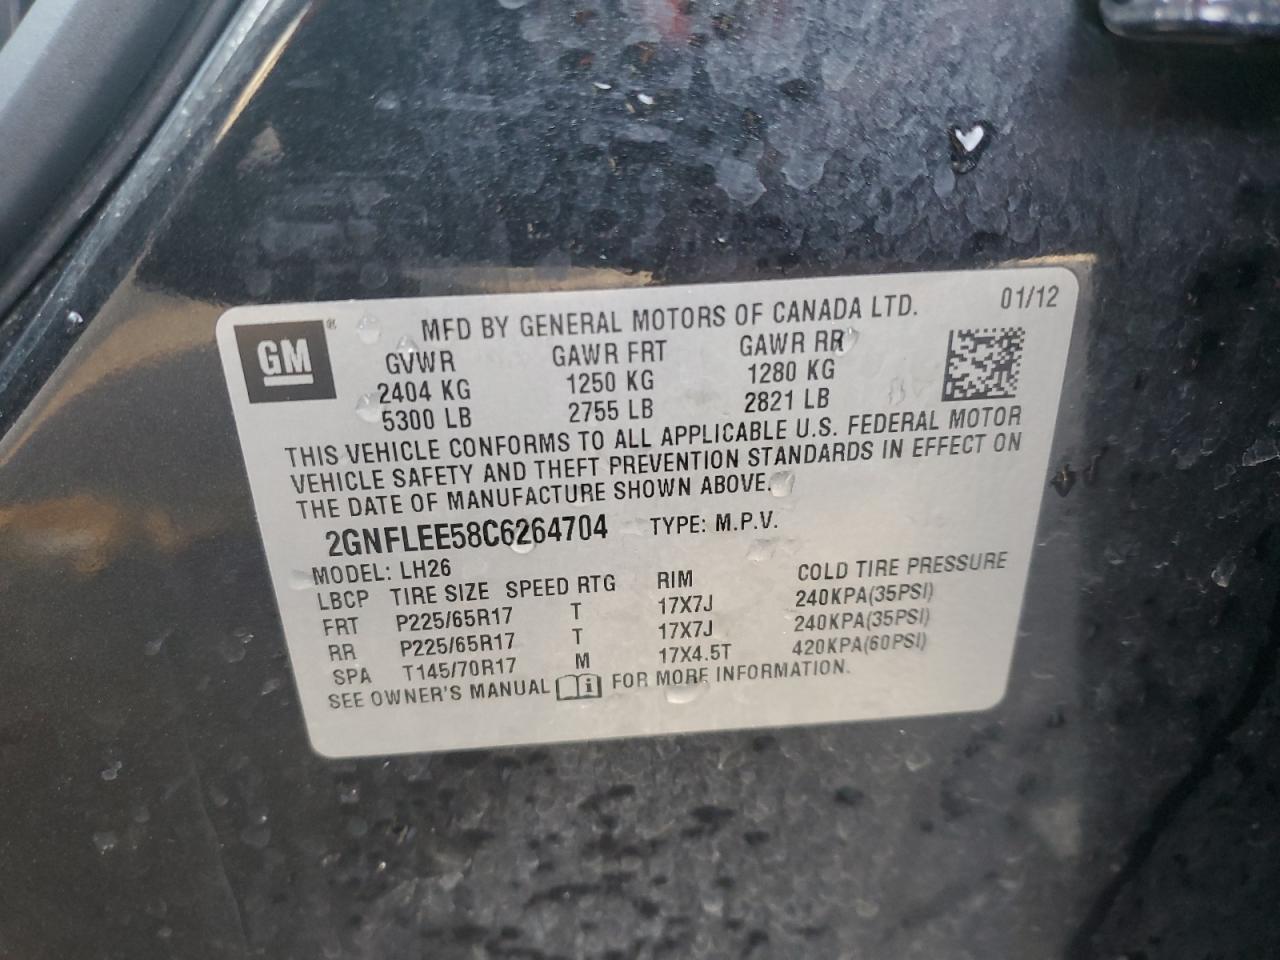 GM ® MFD BY GENERAL MOTORS OF CANADA LTD. 01/12
GVWR GAWR FRT GAWR RR
2404 KG 1250 KG 1280 KG
5300 LB 2755 LB 2821 LB
THIS VEHICLE CONFORMS TO ALL APPLICABLE U.S. FEDERAL MOTOR
VEHICLE SAFETY AND THEFT PREVENTION STANDARDS IN EFFECT ON
THE DATE OF MANUFACTURE SHOWN ABOVE.
2GNFLEE58C6264704 TYPE: M.P.V.
MODEL: LH26
LBCP TIRE SIZE SPEED RTG RIM COLD TIRE PRESSURE
FRT P225/65R17 T 17X7J 240KPA(35PSI)
RR P225/65R17 T 17X7J 240KPA(35PSI)
SPA T145/70R17 M 17X4.5T 420KPA(60PSI)
SEE OWNER'S MANUAL i FOR MORE INFORMATION.